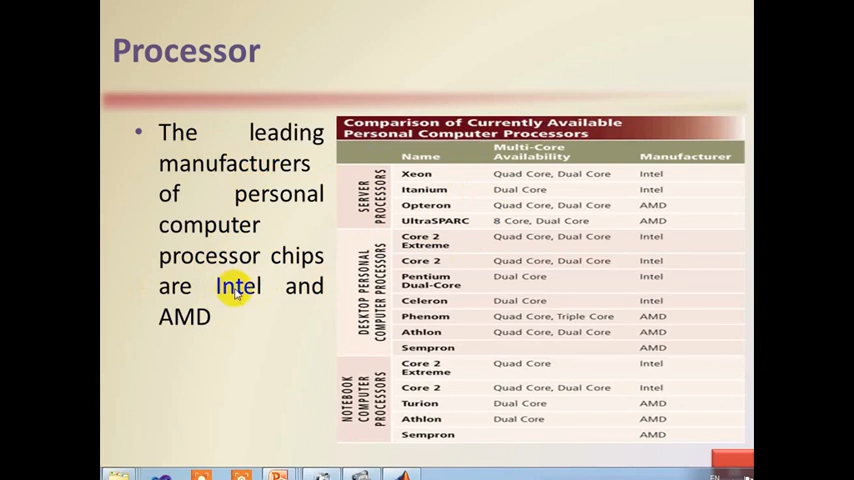 Processor
• The leading
manufacturers
of personal
computer
processor chips
are Intel and
AMD
Comparison of Currently Available
Personal Computer Processors
Name Multi-Core Availability Manufacturer
SERVER PROCESSORS
Xeon Quad Core, Dual Core Intel
Itanium Dual Core Intel
Opteron Quad Core, Dual Core AMD
UltraSPARC 8 Core, Dual Core AMD
DESKTOP PERSONAL COMPUTER PROCESSORS
Core 2 Extreme Quad Core, Dual Core Intel
Core 2 Quad Core, Dual Core Intel
Pentium Dual-Core Dual Core Intel
Celeron Dual Core Intel
Phenom Quad Core, Triple Core AMD
Athlon Quad Core, Dual Core AMD
Sempron AMD
NOTEBOOK COMPUTER PROCESSORS
Core 2 Extreme Quad Core Intel
Core 2 Quad Core, Dual Core Intel
Turion Dual Core AMD
Athlon Dual Core AMD
Sempron AMD
EN